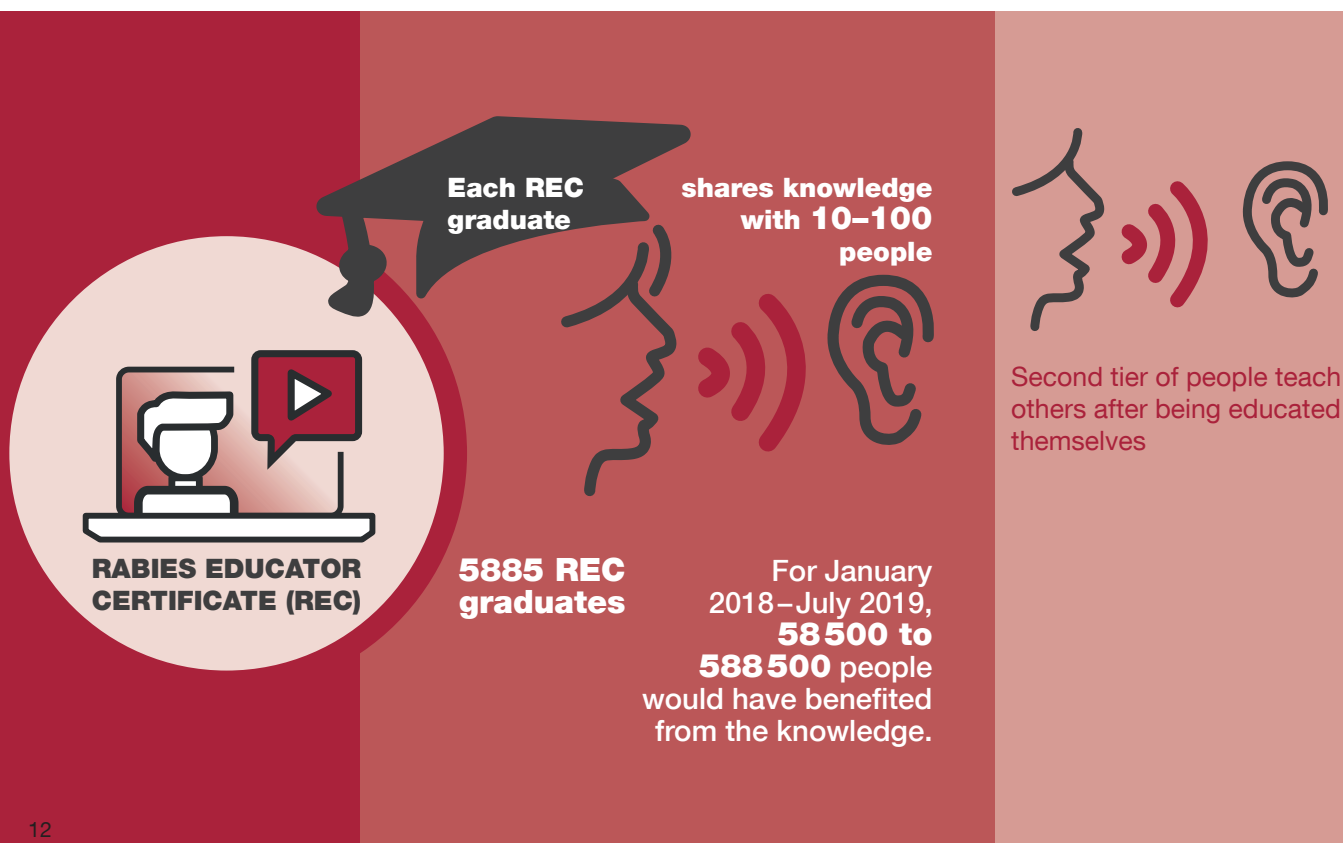 Each REC
graduate
shares knowledge
with 10–100
people
Second tier of people teach
others after being educated
themselves
RABIES EDUCATOR
CERTIFICATE (REC)
5885 REC
graduates
For January
2018–July 2019,
58 500 to
588 500 people
would have benefited
from the knowledge.
12